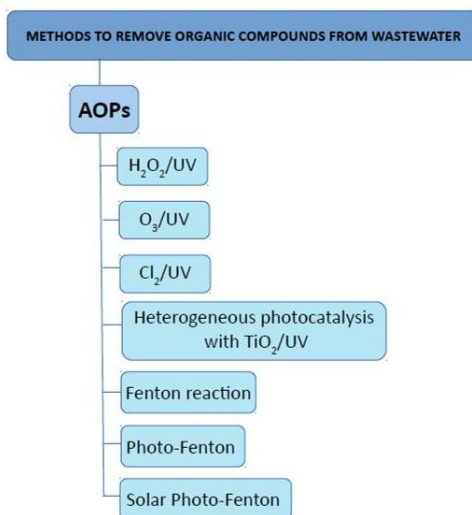 METHODS TO REMOVE ORGANIC COMPOUNDS FROM WASTEWATER
AOPs
H₂O₂/UV
O₃/UV
Cl₂/UV
Heterogeneous photocatalysis
with TiO₂/UV
Fenton reaction
Photo-Fenton
Solar Photo-Fenton